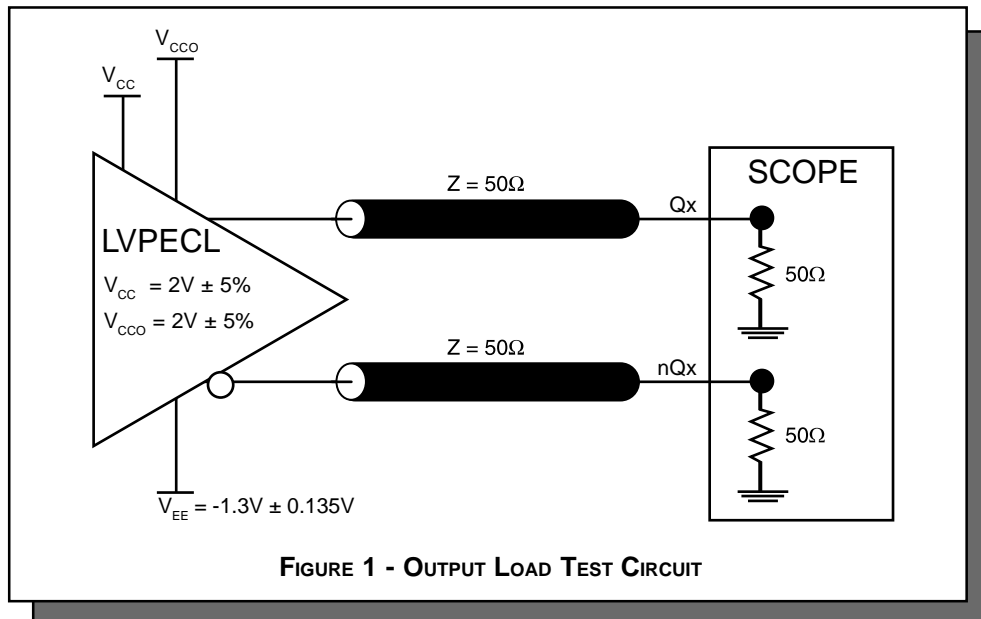 V_CCO
V_CC
Z = 50Ω
SCOPE
Qx
LVPECL
50Ω
V_CC = 2V ± 5%
V_CCO = 2V ± 5%
Z = 50Ω
nQx
50Ω
V_EE = -1.3V ± 0.135V
FIGURE 1 - OUTPUT LOAD TEST CIRCUIT